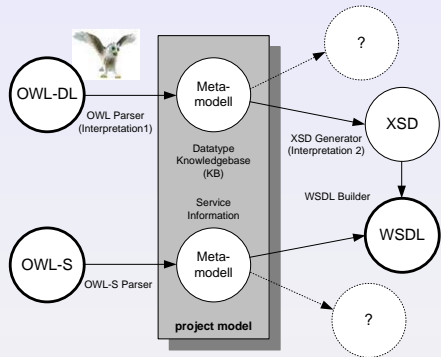 ?
OWL-DL
OWL Parser
(Interpretation1)
Meta-
modell
Datatype
Knowledgebase
(KB)
XSD Generator
(Interpretation 2)
XSD
WSDL Builder
Service
Information
OWL-S
OWL-S Parser
Meta-
modell
WSDL
project model
?